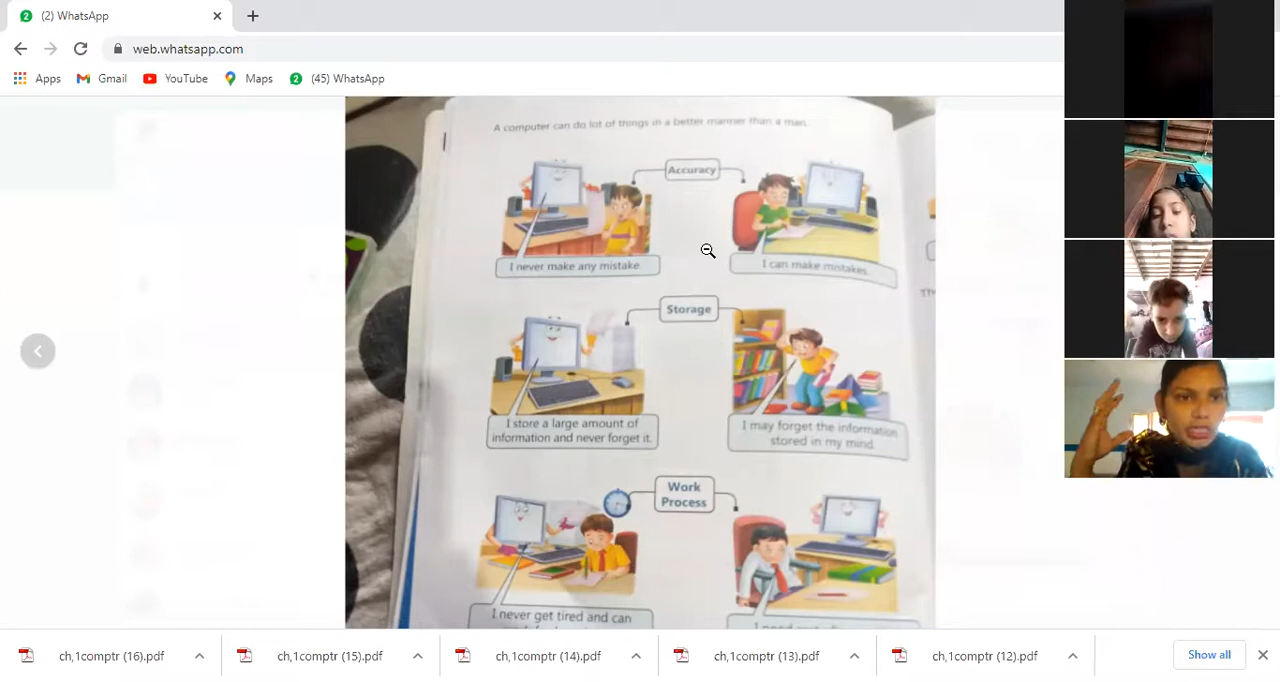 2
(2) WhatsApp
web.whatsapp.com
Apps
Gmail
YouTube
Maps
2
(45) WhatsApp
A computer can do lot of things in a better manner than a man.
Accuracy
I never make any mistake.
I can make mistakes.
Storage
I store a large amount of
information and never forget it.
I may forget the information
stored in my mind.
Work
Process
I never get tired and can
ch,1comptr (16).pdf
ch,1comptr (15).pdf
ch,1comptr (14).pdf
ch,1comptr (13).pdf
ch,1comptr (12).pdf
Show all